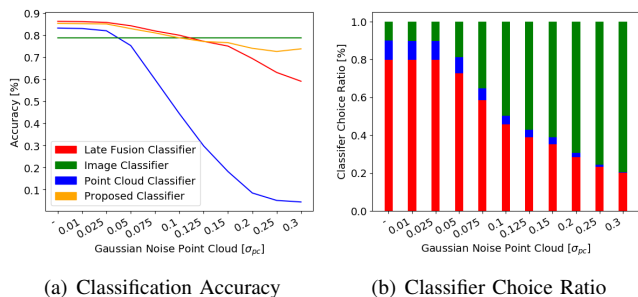 0.9
0.8
0.7
0.6
0.5
0.4
0.3
0.2
0.1
Accuracy [%]
Late Fusion Classifier
Image Classifier
Point Cloud Classifier
Proposed Classifier
- 0.01 0.025 0.05 0.075 0.1 0.125 0.15 0.2 0.25 0.3
Gaussian Noise Point Cloud [σpc]
(a) Classification Accuracy
1.0
0.8
0.6
0.4
0.2
0.0
Classifer Choice Ratio [%]
- 0.01 0.025 0.05 0.075 0.1 0.125 0.15 0.2 0.25 0.3
Gaussian Noise Point Cloud [σpc]
(b) Classifier Choice Ratio